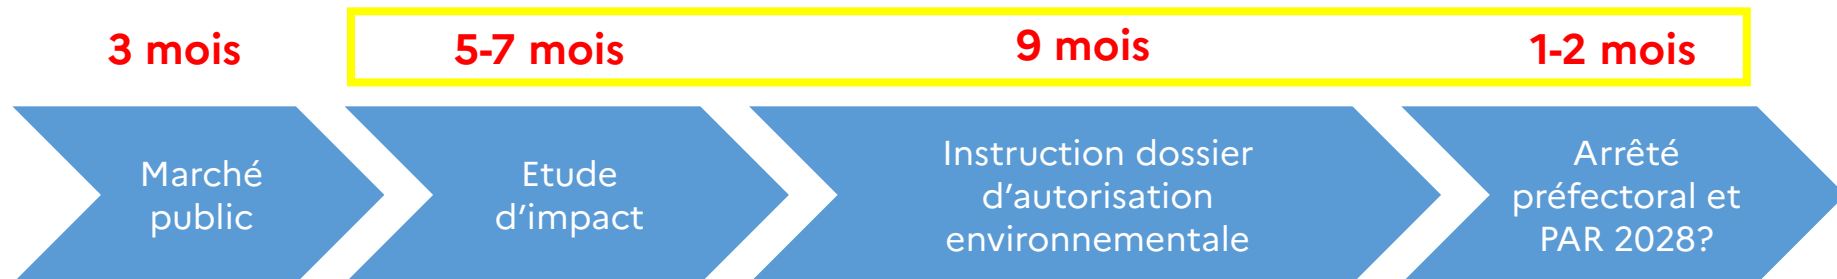 3 mois
5-7 mois
9 mois
1-2 mois
Marché
public
Etude
d’impact
Instruction dossier
d’autorisation
environnementale
Arrêté
préfectoral et
PAR 2028?